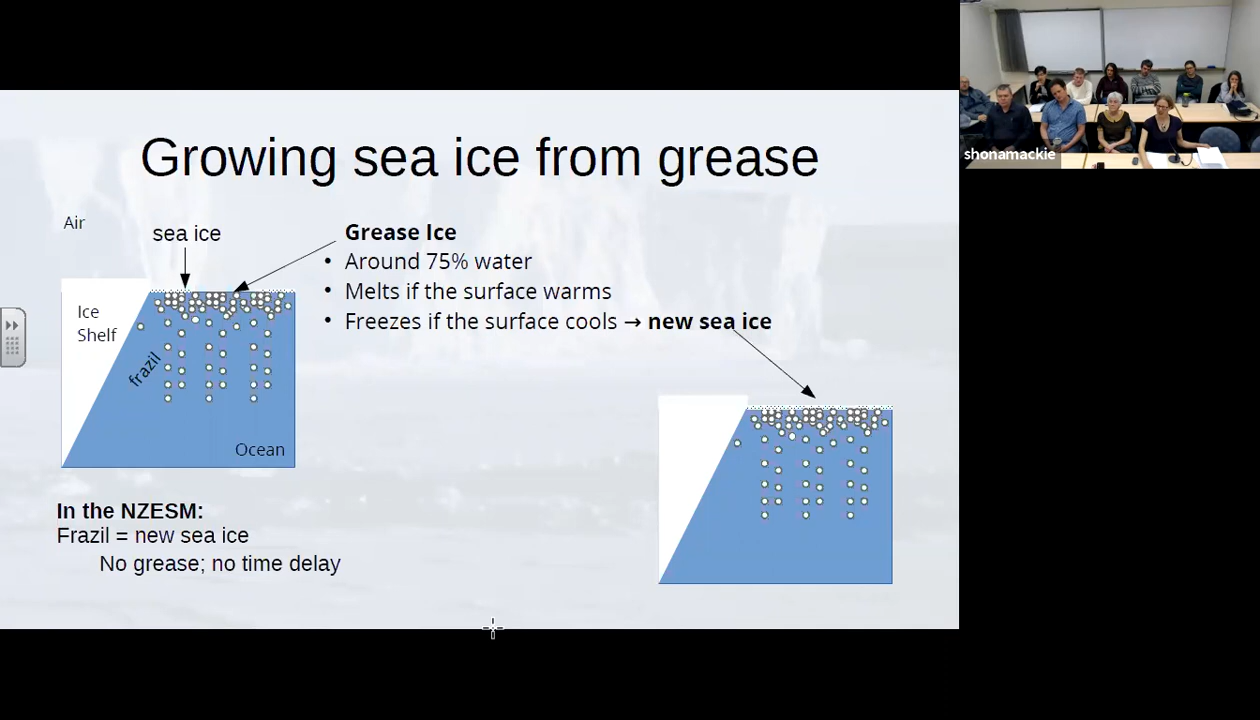 Growing sea ice from grease
Air
sea ice
Ice
Shelf
frazil
Ocean
Grease Ice
• Around 75% water
• Melts if the surface warms
• Freezes if the surface cools → new sea ice
In the NZESM:
Frazil = new sea ice
No grease; no time delay
shonamackie